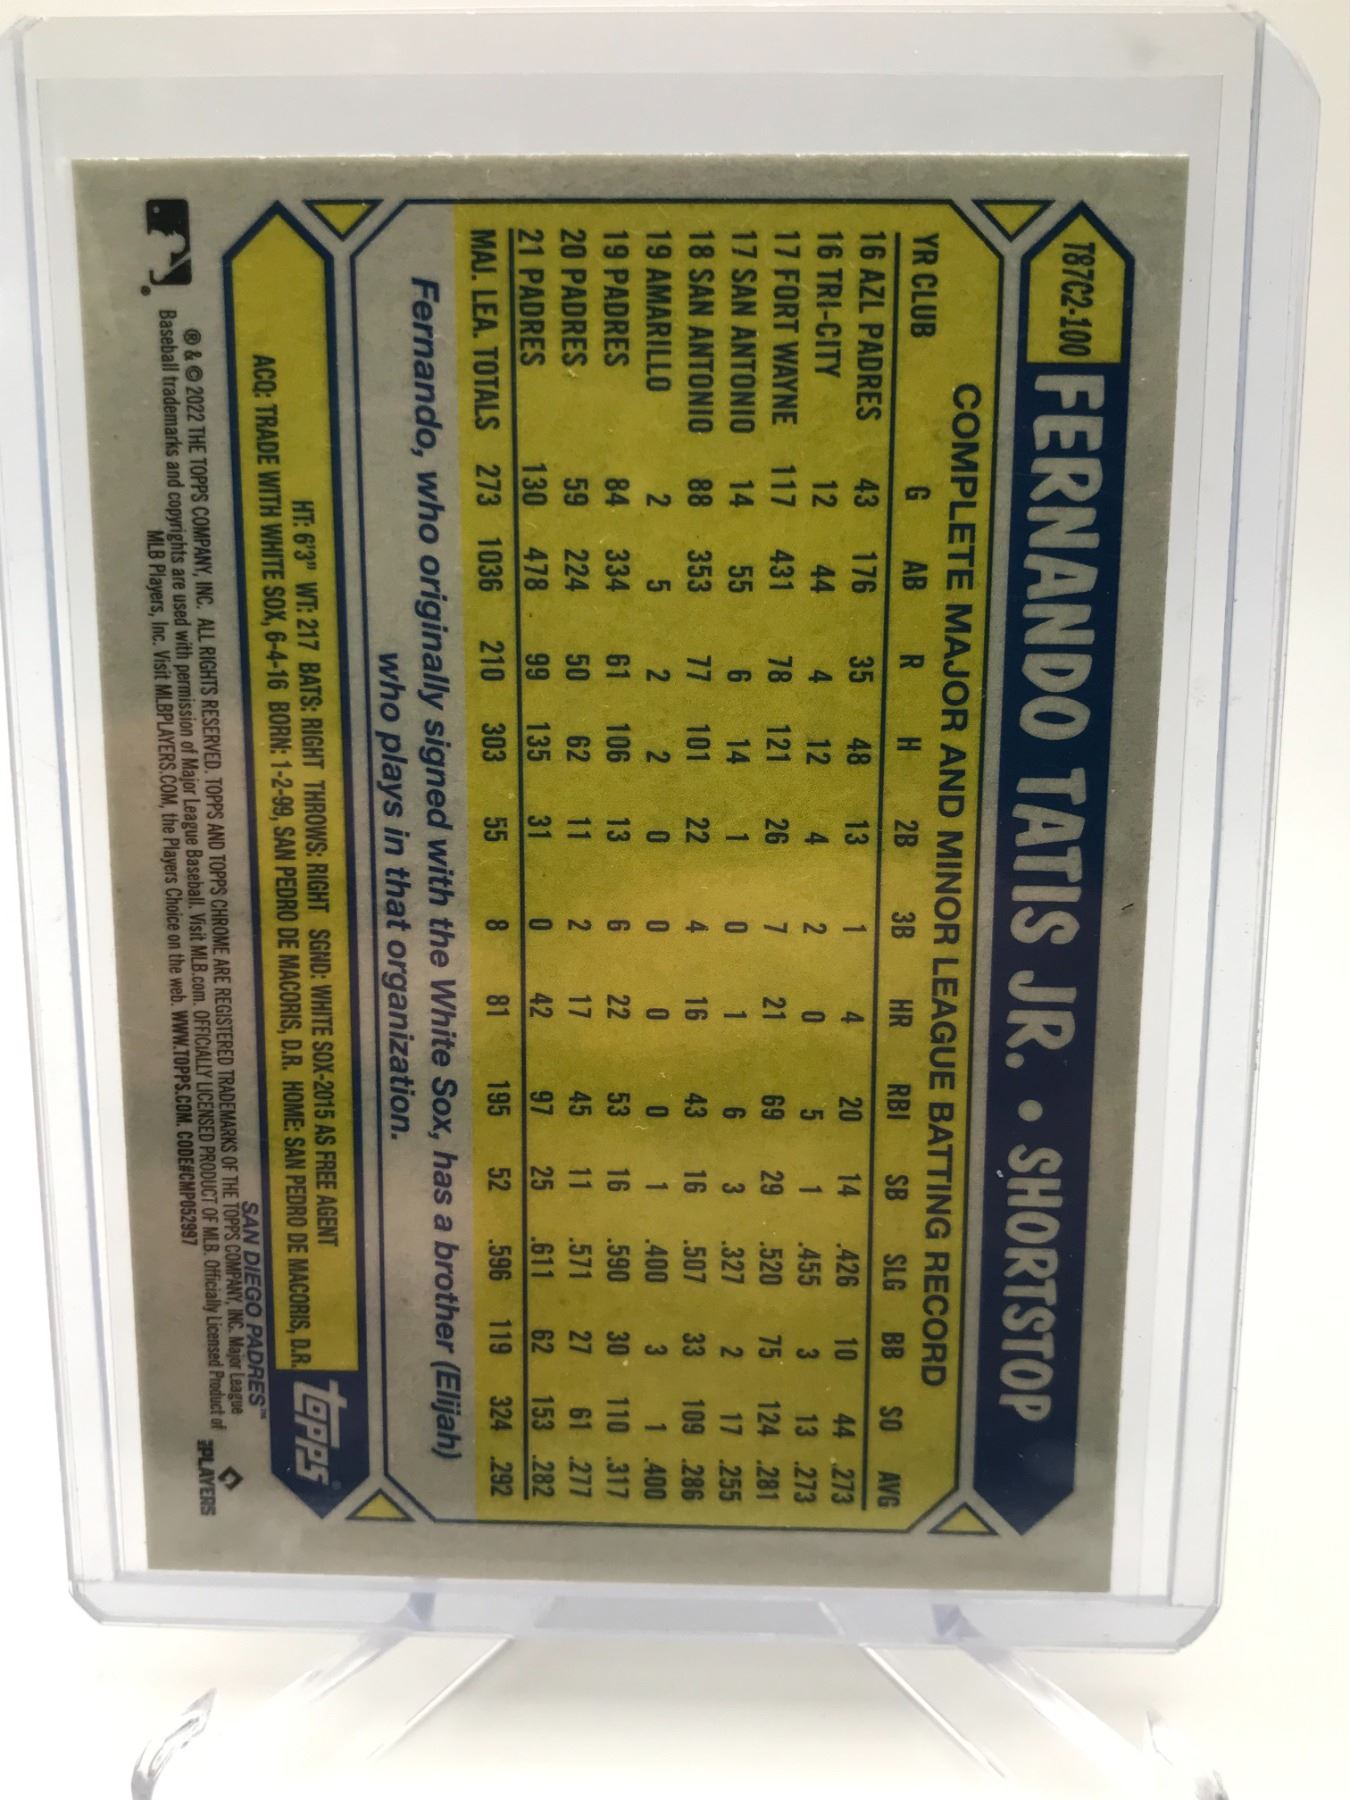 T87C2-100 FERNANDO TATIS JR. • SHORTSTOP
COMPLETE MAJOR AND MINOR LEAGUE BATTING RECORD
YR CLUB G AB R H 2B 3B HR RBI SB SLG BB SO AVG
16 AZL PADRES 43 176 35 48 13 1 4 20 14 .426 10 44 .273
16 TRI-CITY 12 44 4 12 4 2 0 5 1 .455 3 13 .273
17 FORT WAYNE 117 431 78 121 26 7 21 69 29 .520 75 124 .281
17 SAN ANTONIO 14 55 6 14 1 0 1 6 3 .327 2 17 .255
18 SAN ANTONIO 88 353 77 101 22 4 16 43 16 .507 33 109 .286
19 AMARILLO 2 5 2 2 0 0 0 0 1 .400 3 1 .400
19 PADRES 84 334 61 106 13 6 22 53 16 .590 30 110 .317
20 PADRES 59 224 50 62 11 2 17 45 11 .571 27 61 .277
21 PADRES 130 478 99 135 31 0 42 97 25 .611 62 153 .282
MAJ. LEA. TOTALS 273 1036 210 303 55 8 81 195 52 .596 119 324 .292
Fernando, who originally signed with the White Sox, has a brother (Elijah)
who plays in that organization.
HT: 6'3" WT: 217 BATS: RIGHT THROWS: RIGHT SGND: WHITE SOX-2015 AS FREE AGENT
ACQ: TRADE WITH WHITE SOX, 6-4-16 BORN: 1-2-99, SAN PEDRO DE MACORIS, D.R. HOME: SAN PEDRO DE MACORIS, D.R.
topps®
SAN DIEGO PADRES™
® & © 2022 THE TOPPS COMPANY, INC. ALL RIGHTS RESERVED. TOPPS AND TOPPS CHROME ARE REGISTERED TRADEMARKS OF THE TOPPS COMPANY, INC. Major League
Baseball trademarks and copyrights are used with permission of Major League Baseball. Visit MLB.com. OFFICIALLY LICENSED PRODUCT OF MLB. Officially Licensed Product of
MLB Players, Inc. Visit MLBPLAYERS.COM, the Players Choice on the web. WWW.TOPPS.COM. CODE#CMP052997
PLAYERS